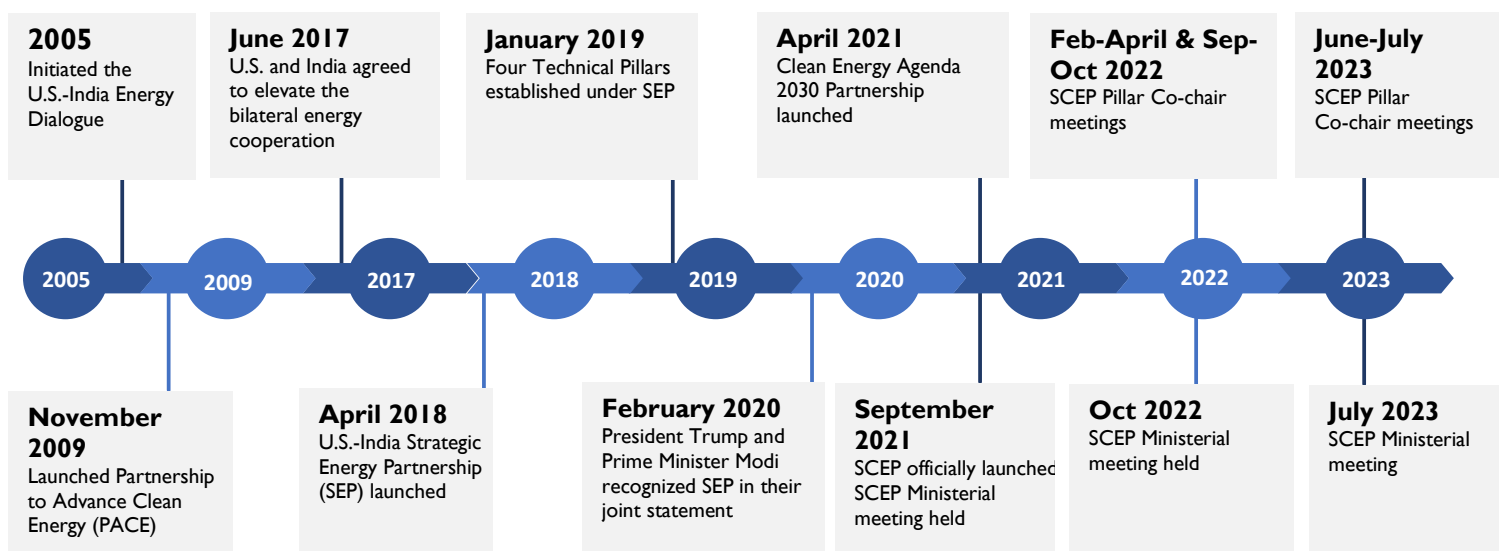 2005
Initiated the
U.S.-India Energy
Dialogue
June 2017
U.S. and India agreed
to elevate the
bilateral energy
cooperation
January 2019
Four Technical Pillars
established under SEP
April 2021
Clean Energy Agenda
2030 Partnership
launched
Feb-April & Sep-
Oct 2022
SCEP Pillar Co-chair
meetings
June-July
2023
SCEP Pillar
Co-chair meetings
2005
2009
2017
2018
2019
2020
2021
2022
2023
November
2009
Launched Partnership
to Advance Clean
Energy (PACE)
April 2018
U.S.-India Strategic
Energy Partnership
(SEP) launched
February 2020
President Trump and
Prime Minister Modi
recognized SEP in their
joint statement
September
2021
SCEP officially launched
SCEP Ministerial
meeting held
Oct 2022
SCEP Ministerial
meeting held
July 2023
SCEP Ministerial
meeting